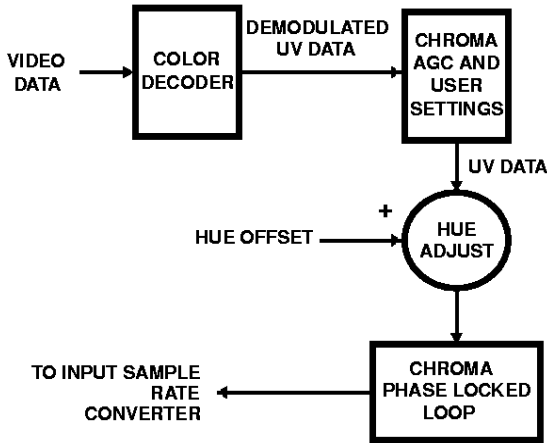 VIDEO
DATA
COLOR
DECODER
DEMODULATED
UV DATA
CHROMA
AGC AND
USER
SETTINGS
UV DATA
+
HUE OFFSET
HUE
ADJUST
CHROMA
PHASE LOCKED
LOOP
TO INPUT SAMPLE
RATE
CONVERTER